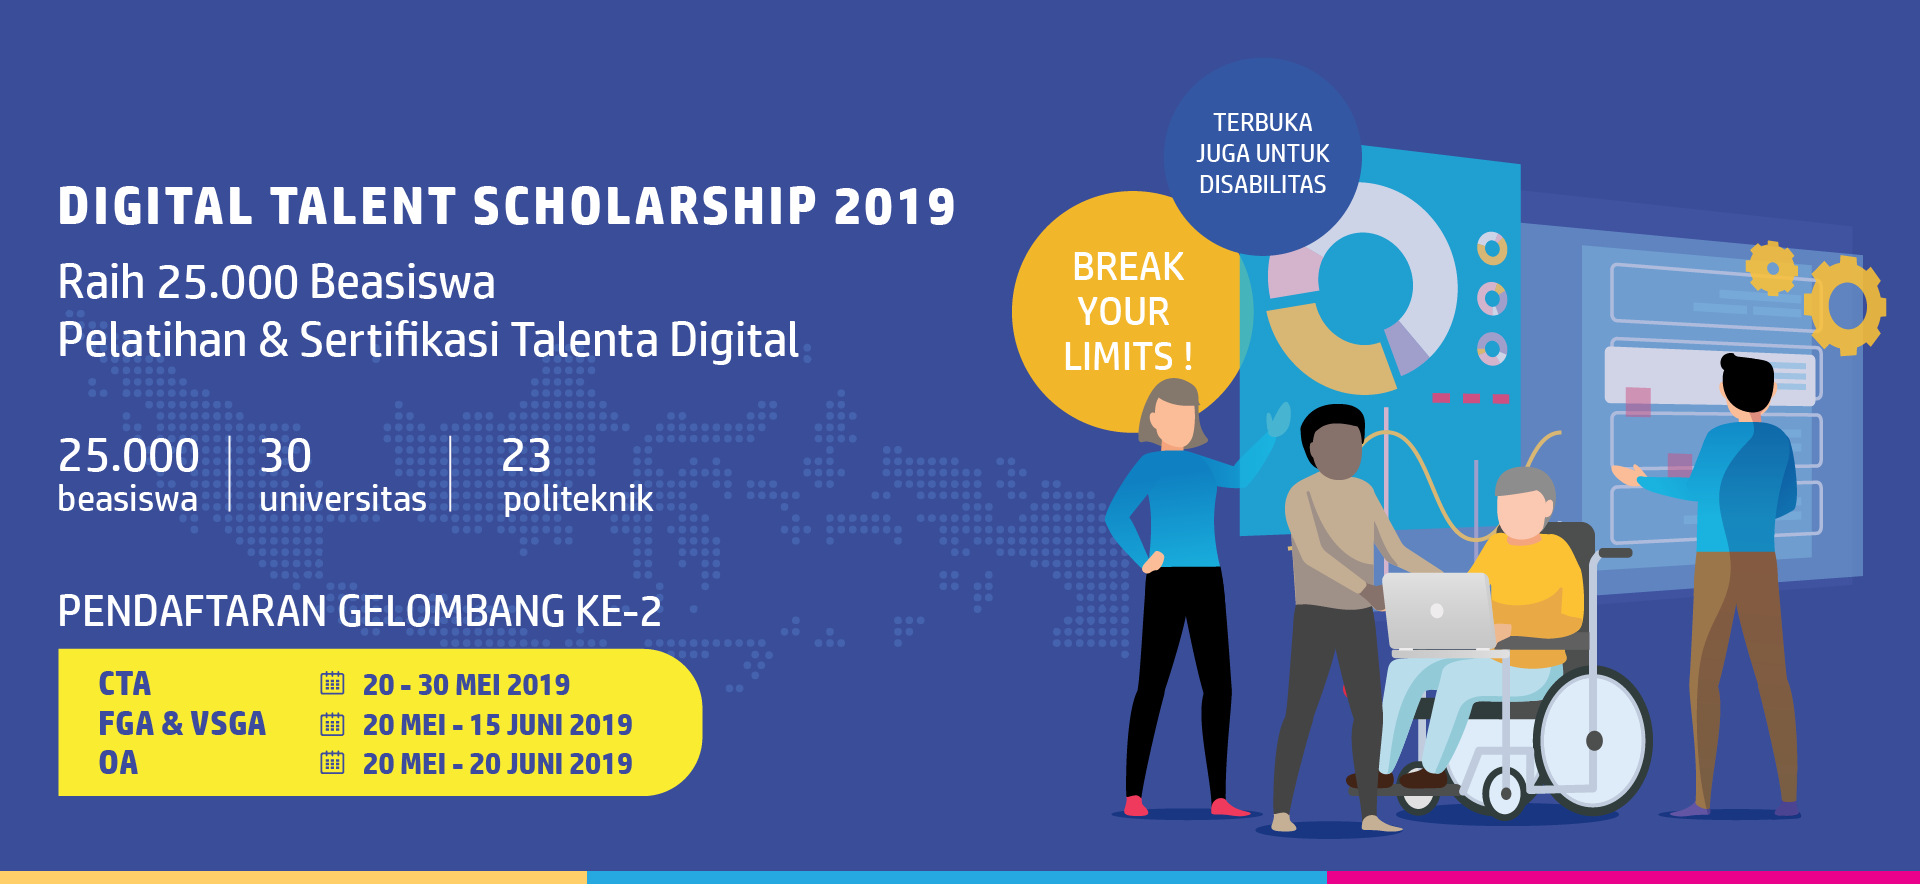 DIGITAL TALENT SCHOLARSHIP 2019
Raih 25.000 Beasiswa
Pelatihan & Sertifikasi Talenta Digital
25.000
beasiswa
30
universitas
23
politeknik
PENDAFTARAN GELOMBANG KE-2
CTA 20 - 30 MEI 2019
FGA & VSGA 20 MEI - 15 JUNI 2019
OA 20 MEI - 20 JUNI 2019
TERBUKA
JUGA UNTUK
DISABILITAS
BREAK
YOUR
LIMITS !